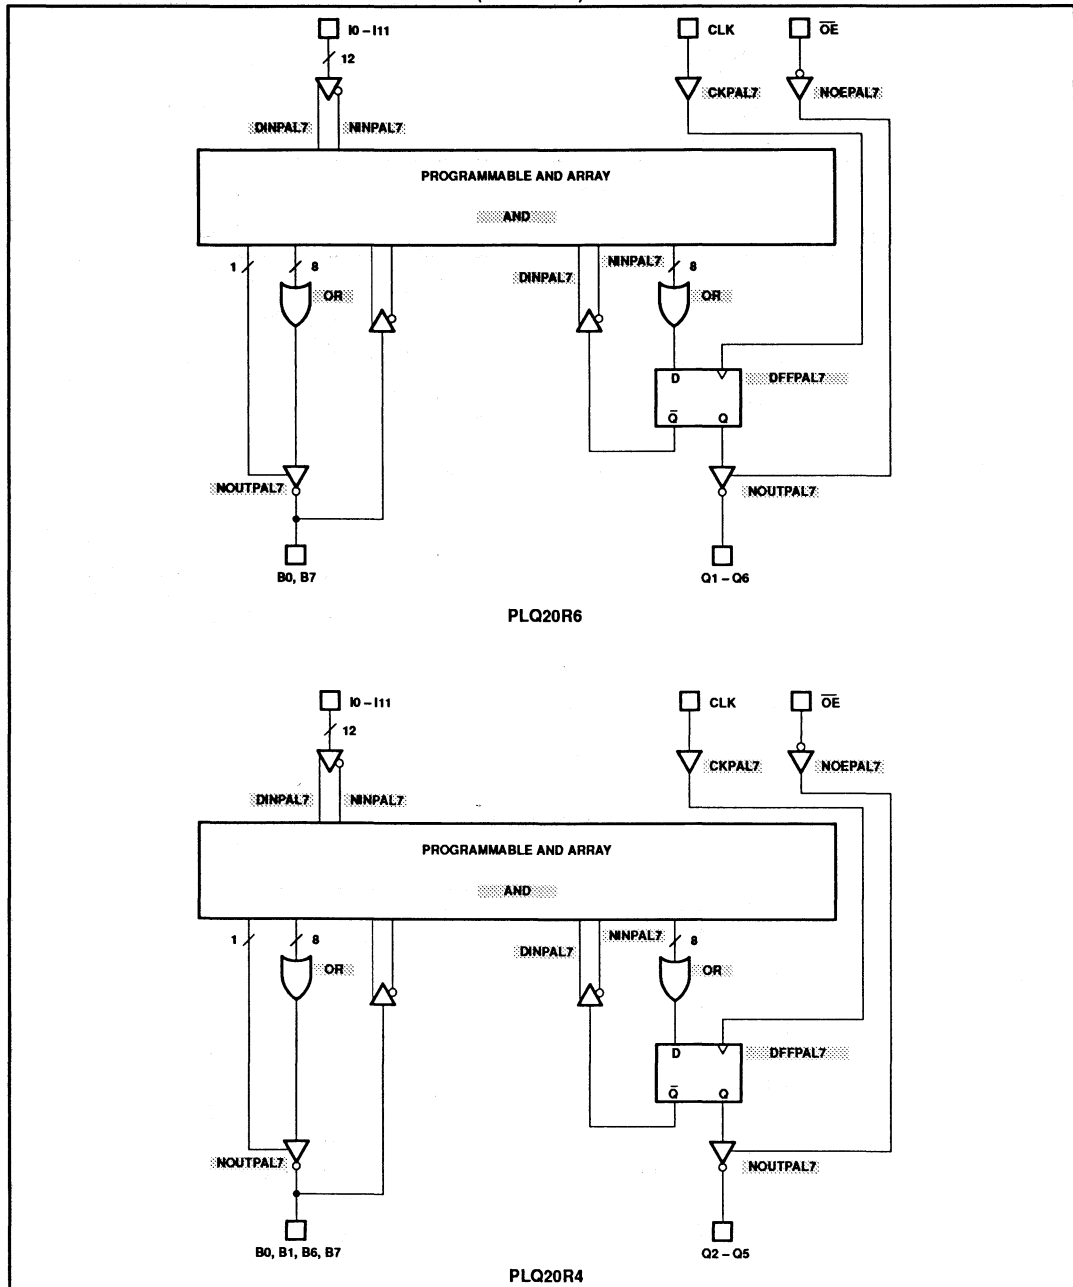 I0 – I11
CLK
OE
12
CKPAL7
NOEPAL7
DINPAL7
NINPAL7
PROGRAMMABLE AND ARRAY
AND
1
8
OR
DINPAL7
NINPAL7
8
OR
D
DFFPAL7
Q
Q
NOUTPAL7
NOUTPAL7
B0, B7
Q1 – Q6
PLQ20R6
I0 – I11
CLK
OE
12
CKPAL7
NOEPAL7
DINPAL7
NINPAL7
PROGRAMMABLE AND ARRAY
AND
1
8
OR
DINPAL7
NINPAL7
8
OR
D
DFFPAL7
Q
Q
NOUTPAL7
NOUTPAL7
B0, B1, B6, B7
Q2 – Q5
PLQ20R4